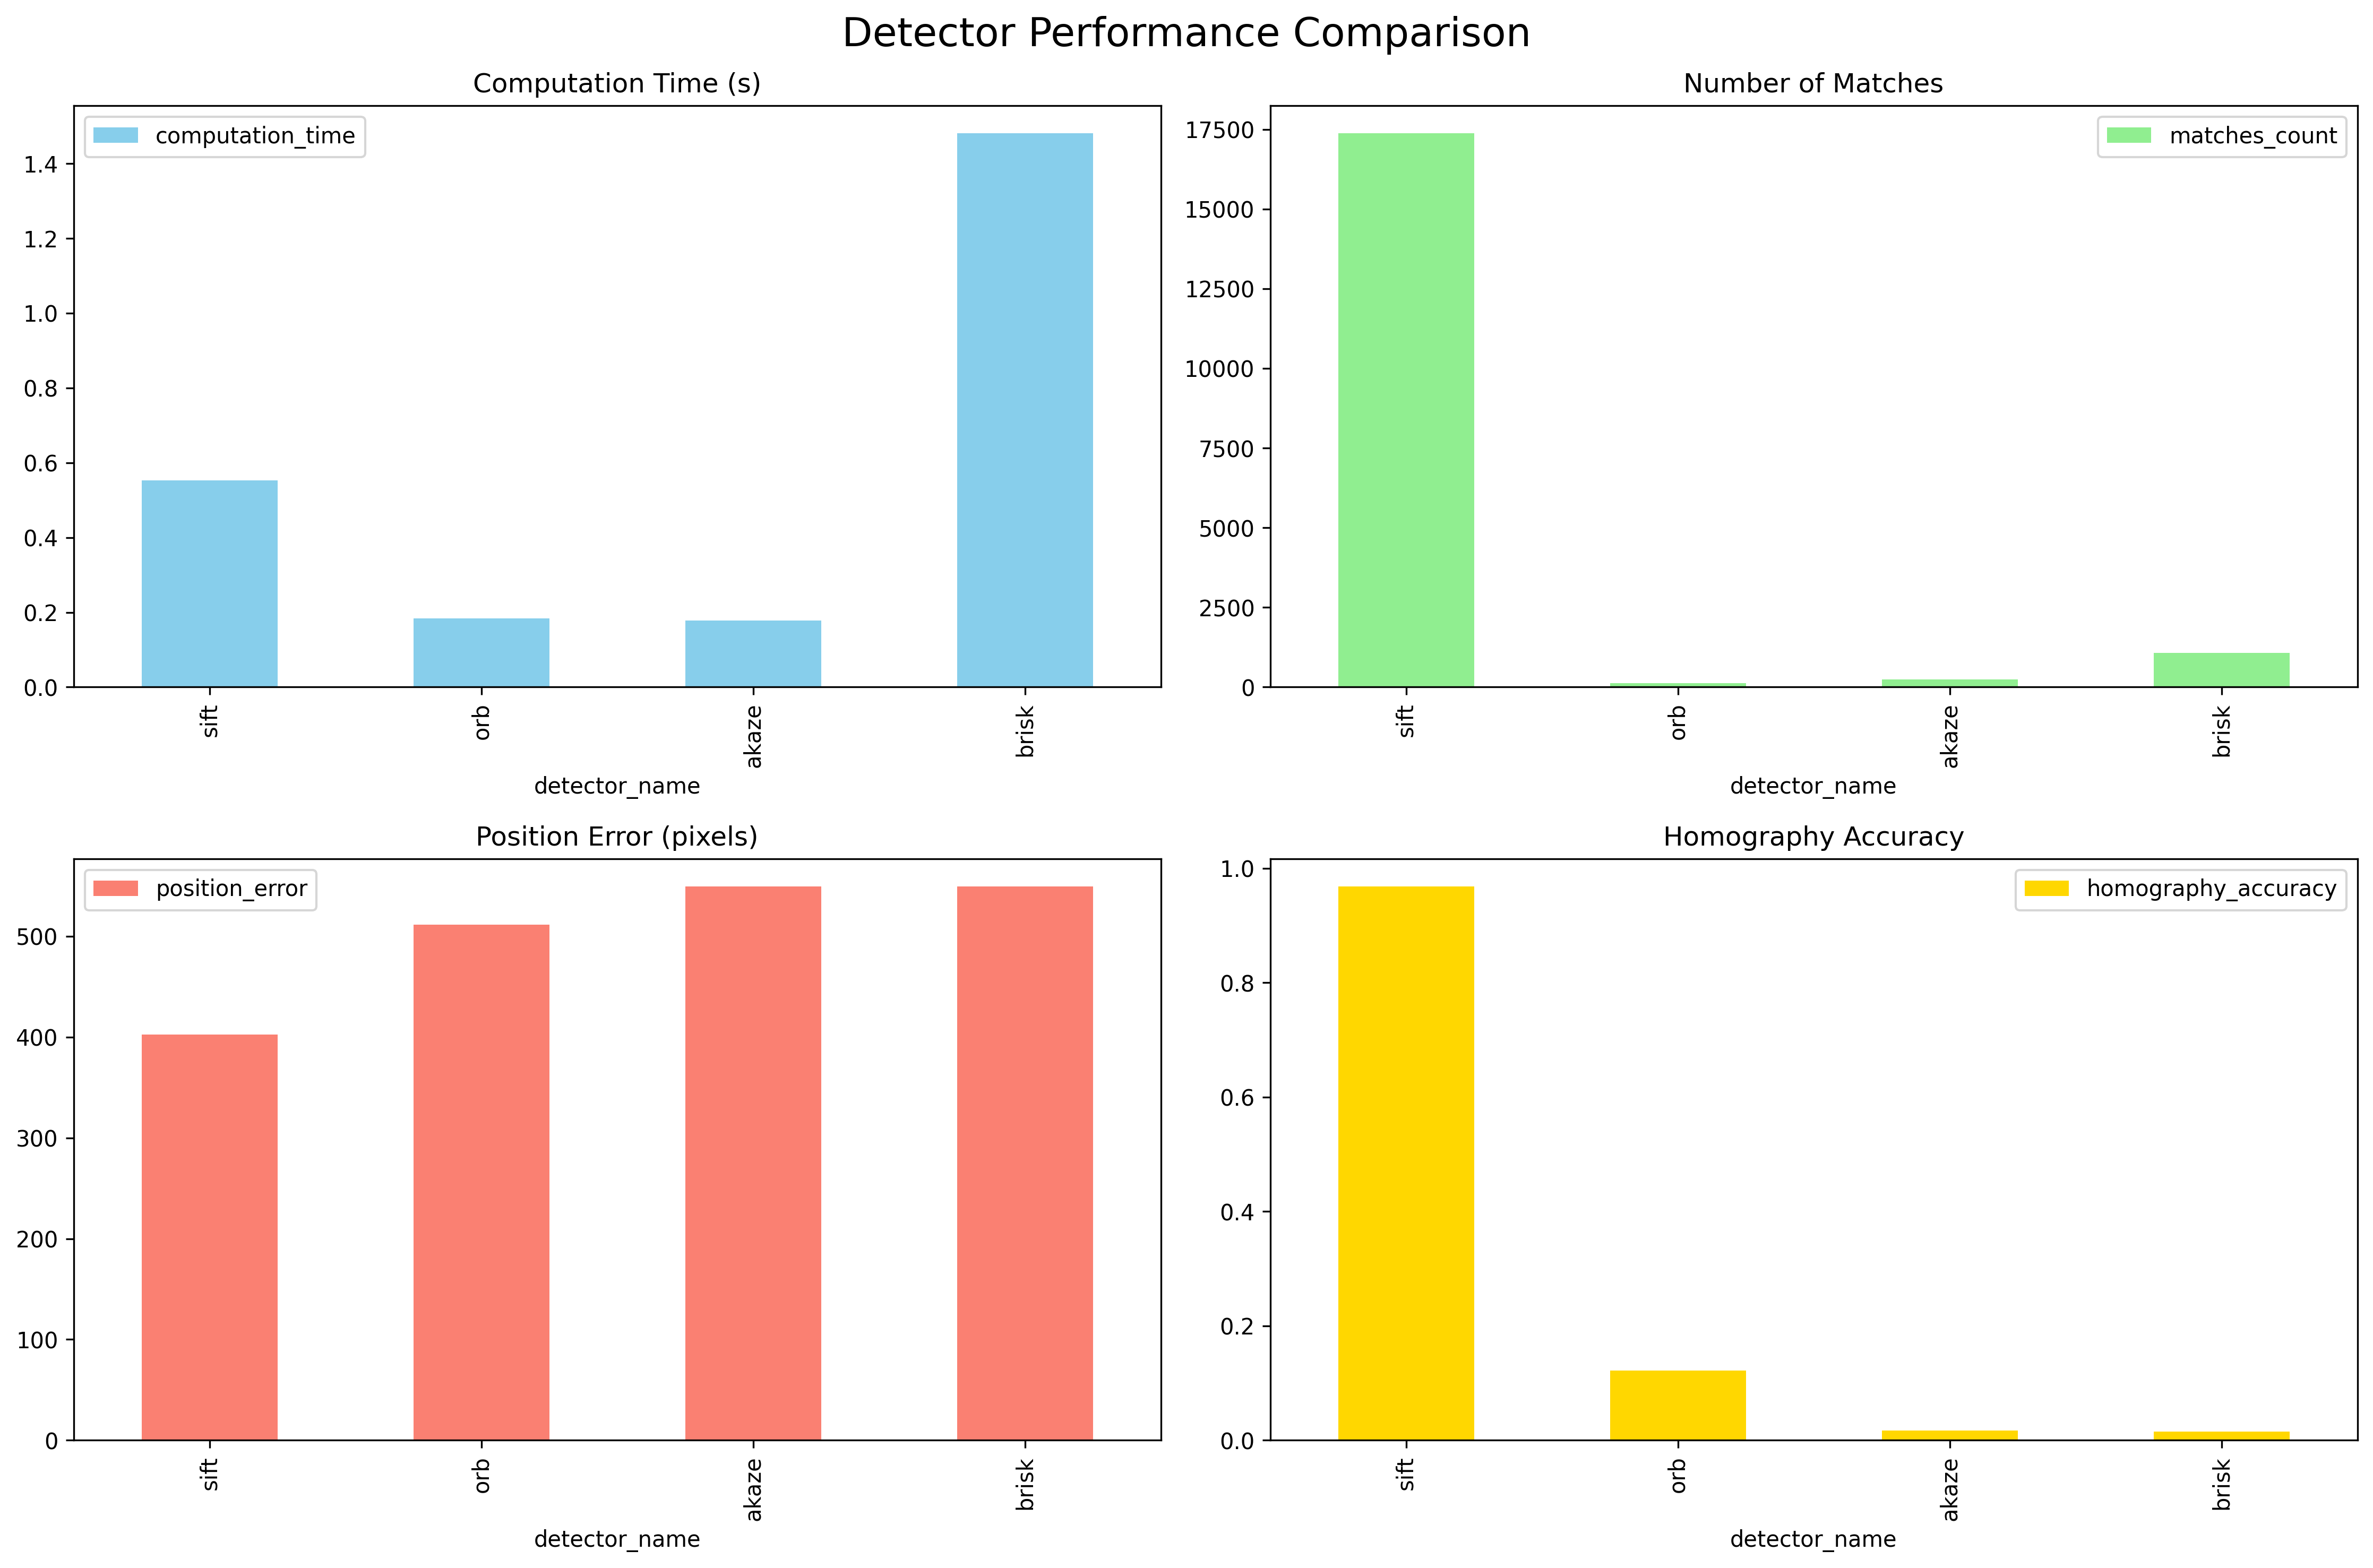 Detector Performance Comparison
Computation Time (s)
computation_time
1.4
1.2
1.0
0.8
0.6
0.4
0.2
0.0
sift
orb
akaze
brisk
detector_name
Number of Matches
matches_count
17500
15000
12500
10000
7500
5000
2500
0
sift
orb
akaze
brisk
detector_name
Position Error (pixels)
position_error
500
400
300
200
100
0
sift
orb
akaze
brisk
detector_name
Homography Accuracy
homography_accuracy
1.0
0.8
0.6
0.4
0.2
0.0
sift
orb
akaze
brisk
detector_name